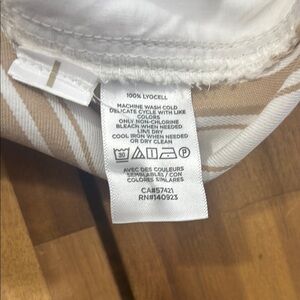 100% LYOCELL
MACHINE WASH COLD
DELICATE CYCLE WITH LIKE
COLORS
ONLY NON-CHLORINE
BLEACH WHEN NEEDED
LINE DRY
COOL IRON WHEN NEEDED
OR DRY CLEAN
30
P
AVEC DES COULEURS
SEMBLABLES / CON
COLORES SIMILARES
CA#57421
RN#140923